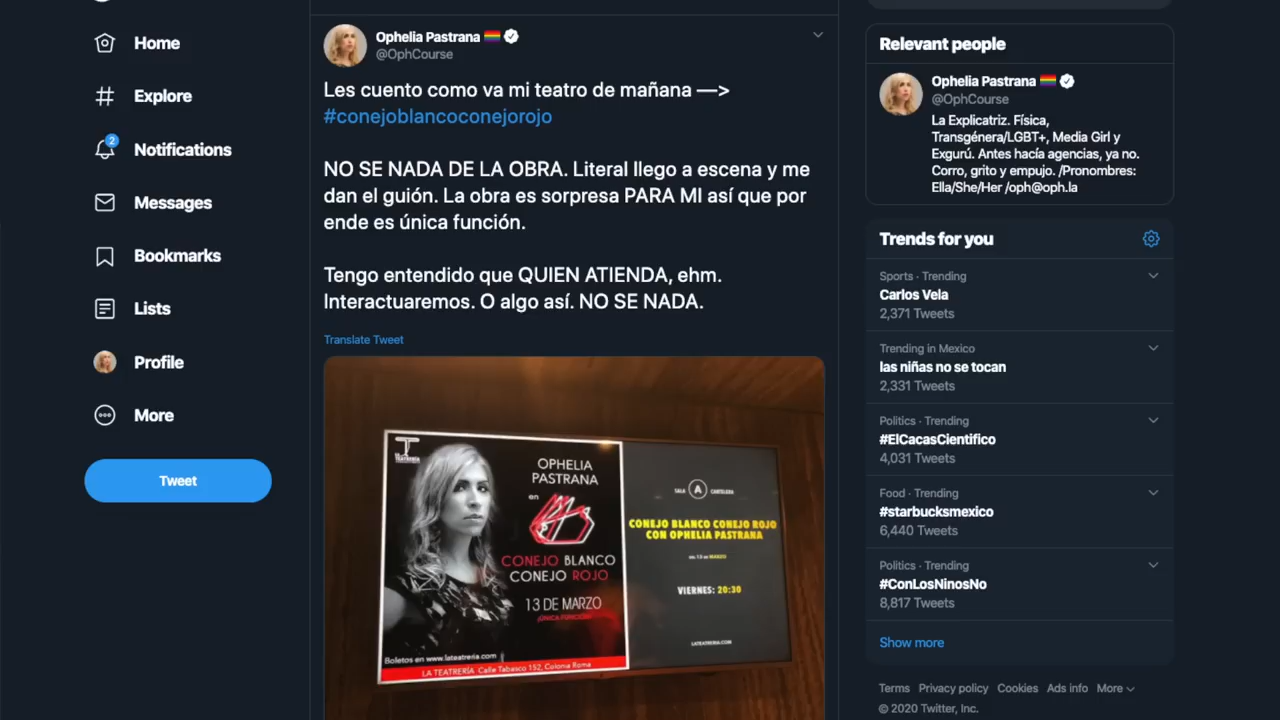 Home
Explore
2
Notifications
Messages
Bookmarks
Lists
Profile
More
Tweet
Ophelia Pastrana
@OphCourse
Les cuento como va mi teatro de mañana —>
#conejoblancoconejorojo
NO SE NADA DE LA OBRA. Literal llego a escena y me
dan el guión. La obra es sorpresa PARA MI así que por
ende es única función.
Tengo entendido que QUIEN ATIENDA, ehm.
Interactuaremos. O algo así. NO SE NADA.
Translate Tweet
LA TEATRERÍA
OPHELIA
PASTRANA
en
CONEJO BLANCO
CONEJO ROJO
13 DE MARZO
¡ÚNICA FUNCIÓN!
Boletos en www.lateatreria.com
LA TEATRERÍA Calle Tabasco 152, Colonia Roma
SALA A CARTELERA
CONEJO BLANCO CONEJO ROJO
CON OPHELIA PASTRANA
13 de MARZO
VIERNES: 20:30
LATEATRERIA.COM
Relevant people
Ophelia Pastrana
@OphCourse
La Explicatriz. Física,
Transgénera/LGBT+, Media Girl y
Exgurú. Antes hacía agencias, ya no.
Corro, grito y empujo. /Pronombres:
Ella/She/Her /oph@oph.la
Trends for you
Sports · Trending
Carlos Vela
2,371 Tweets
Trending in Mexico
las niñas no se tocan
2,331 Tweets
Politics · Trending
#ElCacasCientifico
4,031 Tweets
Food · Trending
#starbucksmexico
6,440 Tweets
Politics · Trending
#ConLosNinosNo
8,817 Tweets
Show more
Terms Privacy policy Cookies Ads info More
© 2020 Twitter, Inc.